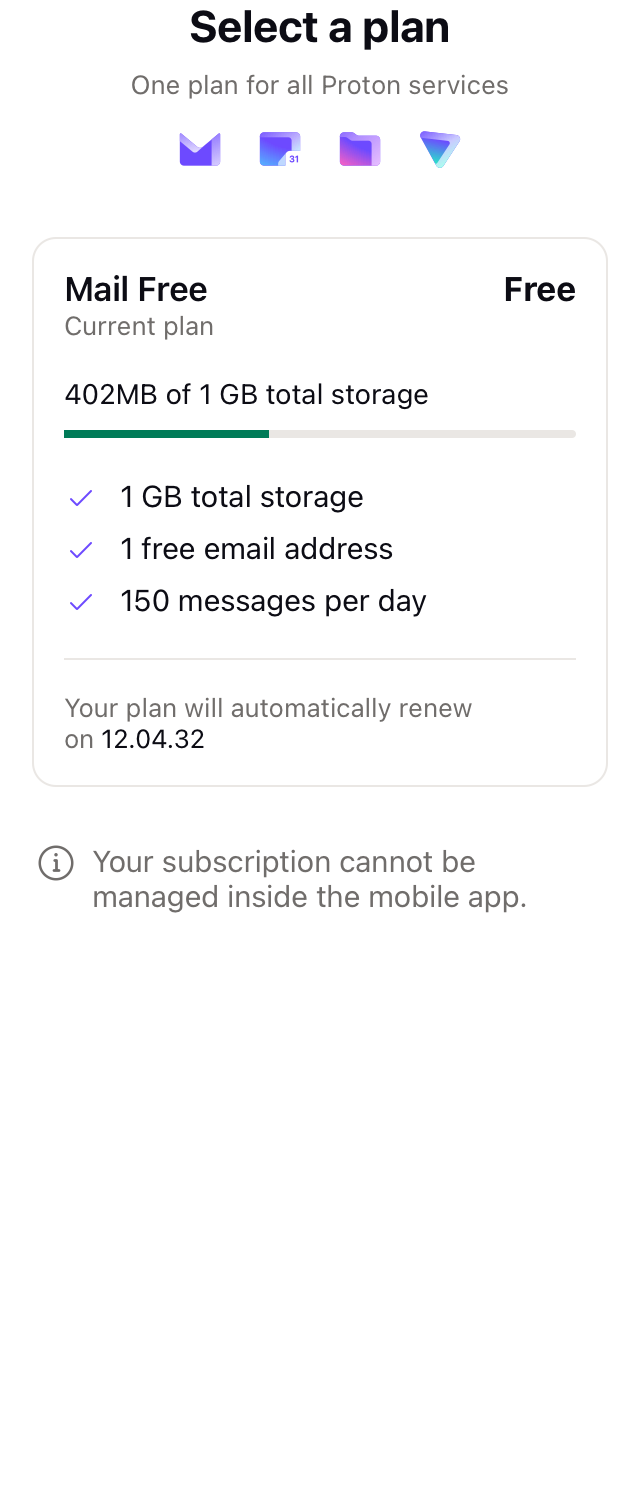 Select a plan
One plan for all Proton services
31
Mail Free
Free
Current plan
402MB of 1 GB total storage
1 GB total storage
1 free email address
150 messages per day
Your plan will automatically renew
on 12.04.32
Your subscription cannot be
managed inside the mobile app.